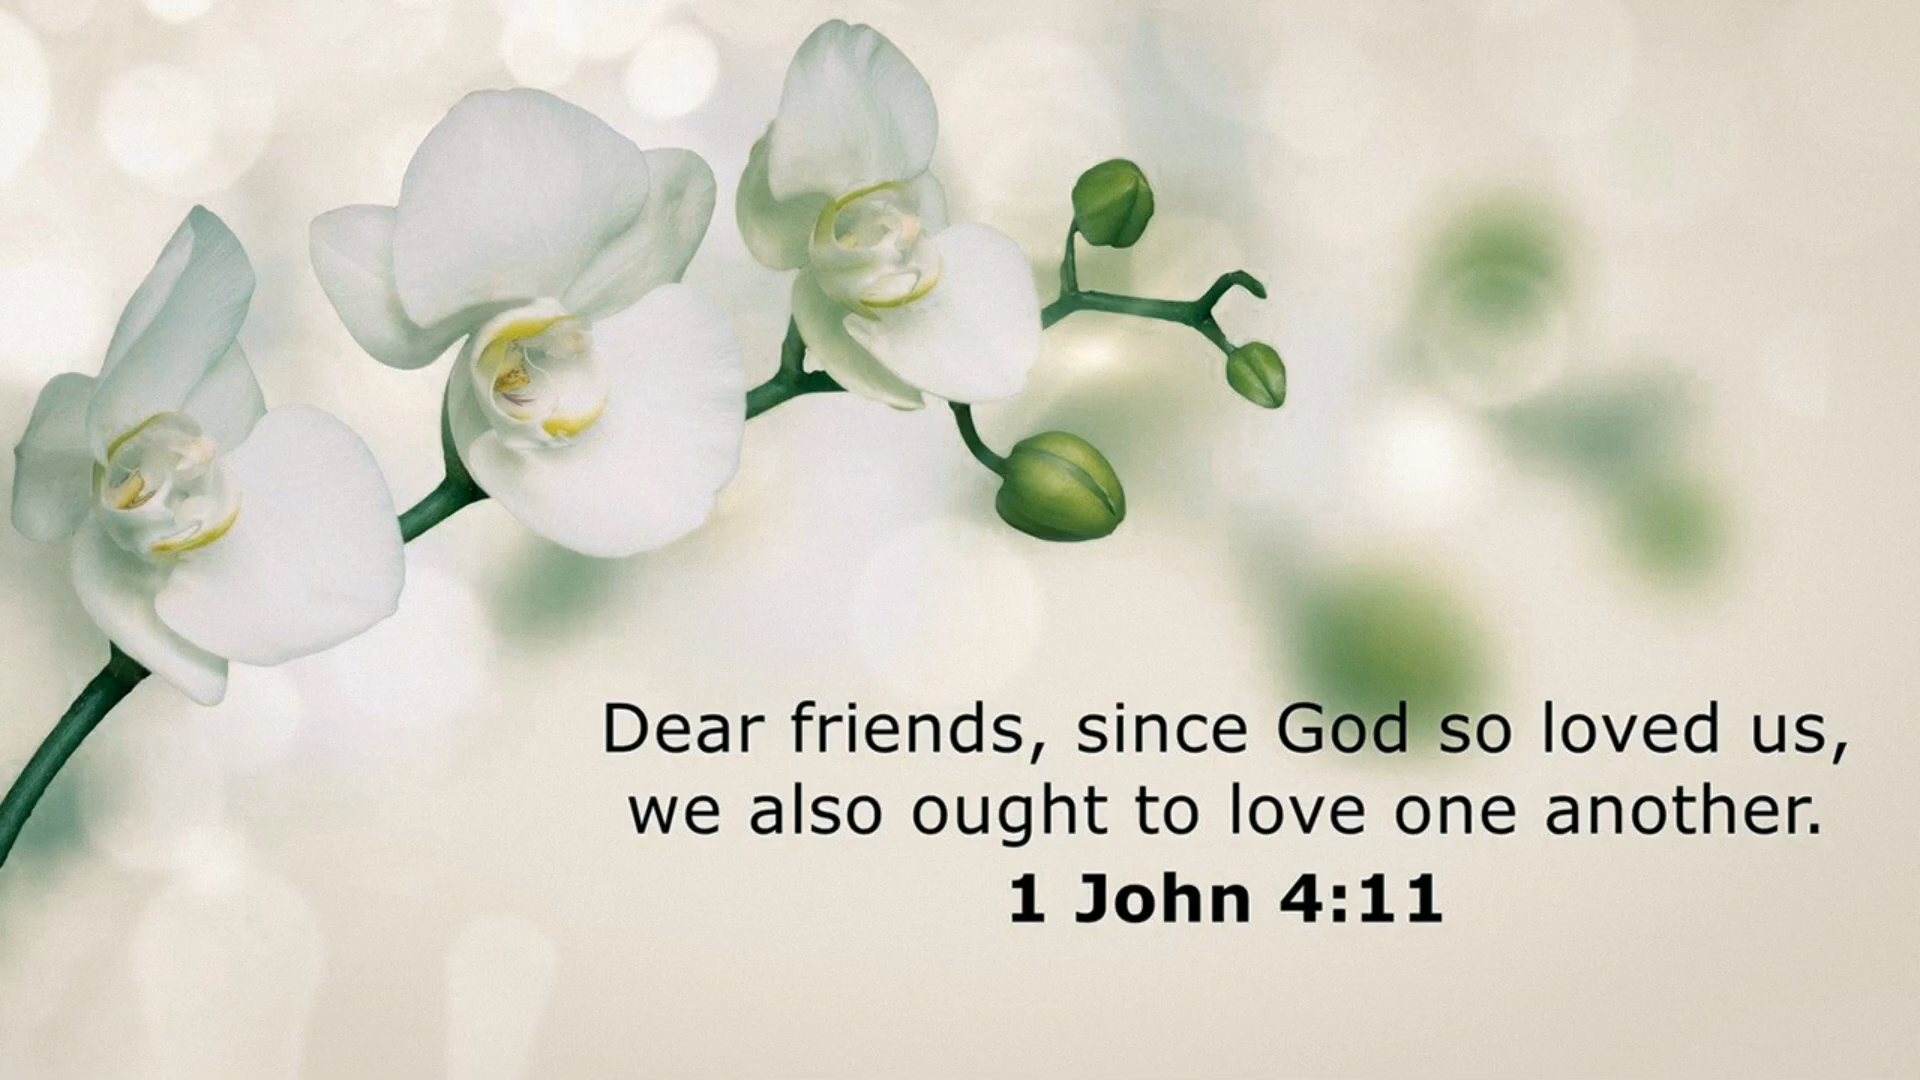 Dear friends, since God so loved us,
we also ought to love one another.
1 John 4:11